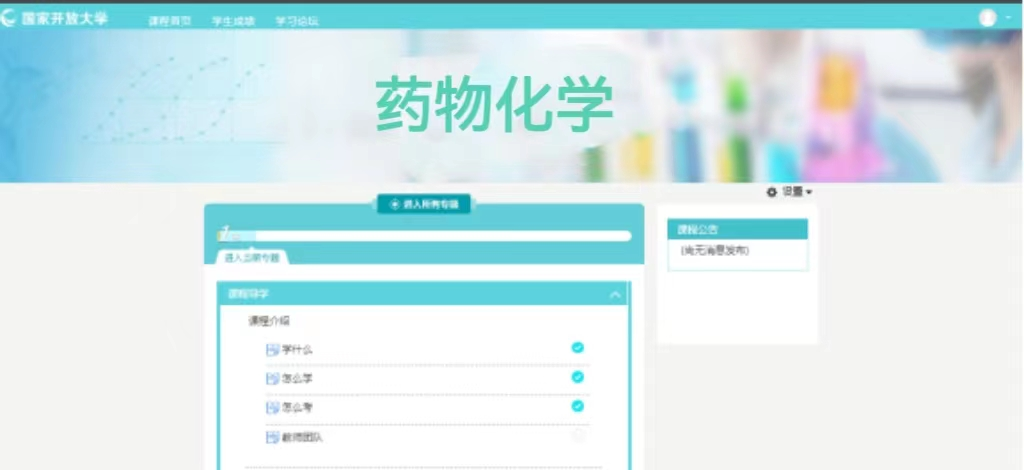 国家开放大学 课程首页 学生成绩 学习论坛
药物化学
设置
进入所有专题
进入当前专题
课程公告
(尚无消息发布)
课程导学
课程介绍
学什么
怎么学
怎么考
教师团队